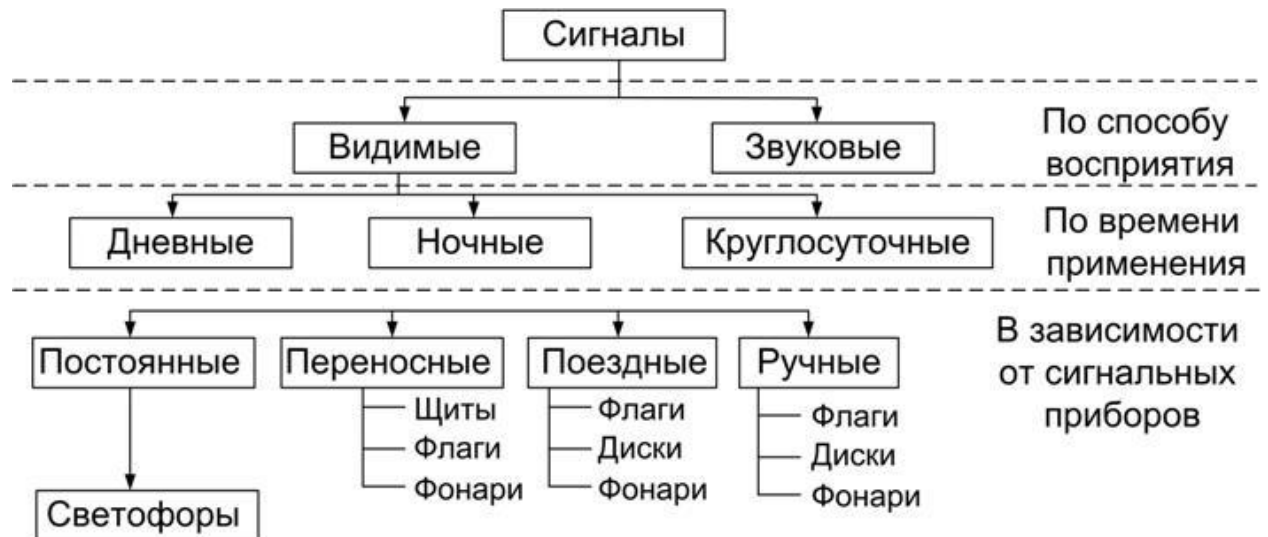 Сигналы
Видимые
Звуковые
По способу
восприятия
Дневные
Ночные
Круглосуточные
По времени
применения
Постоянные
Переносные
Поездные
Ручные
В зависимости
от сигнальных
приборов
Щиты
Флаги
Фонари
Флаги
Диски
Фонари
Флаги
Диски
Фонари
Светофоры